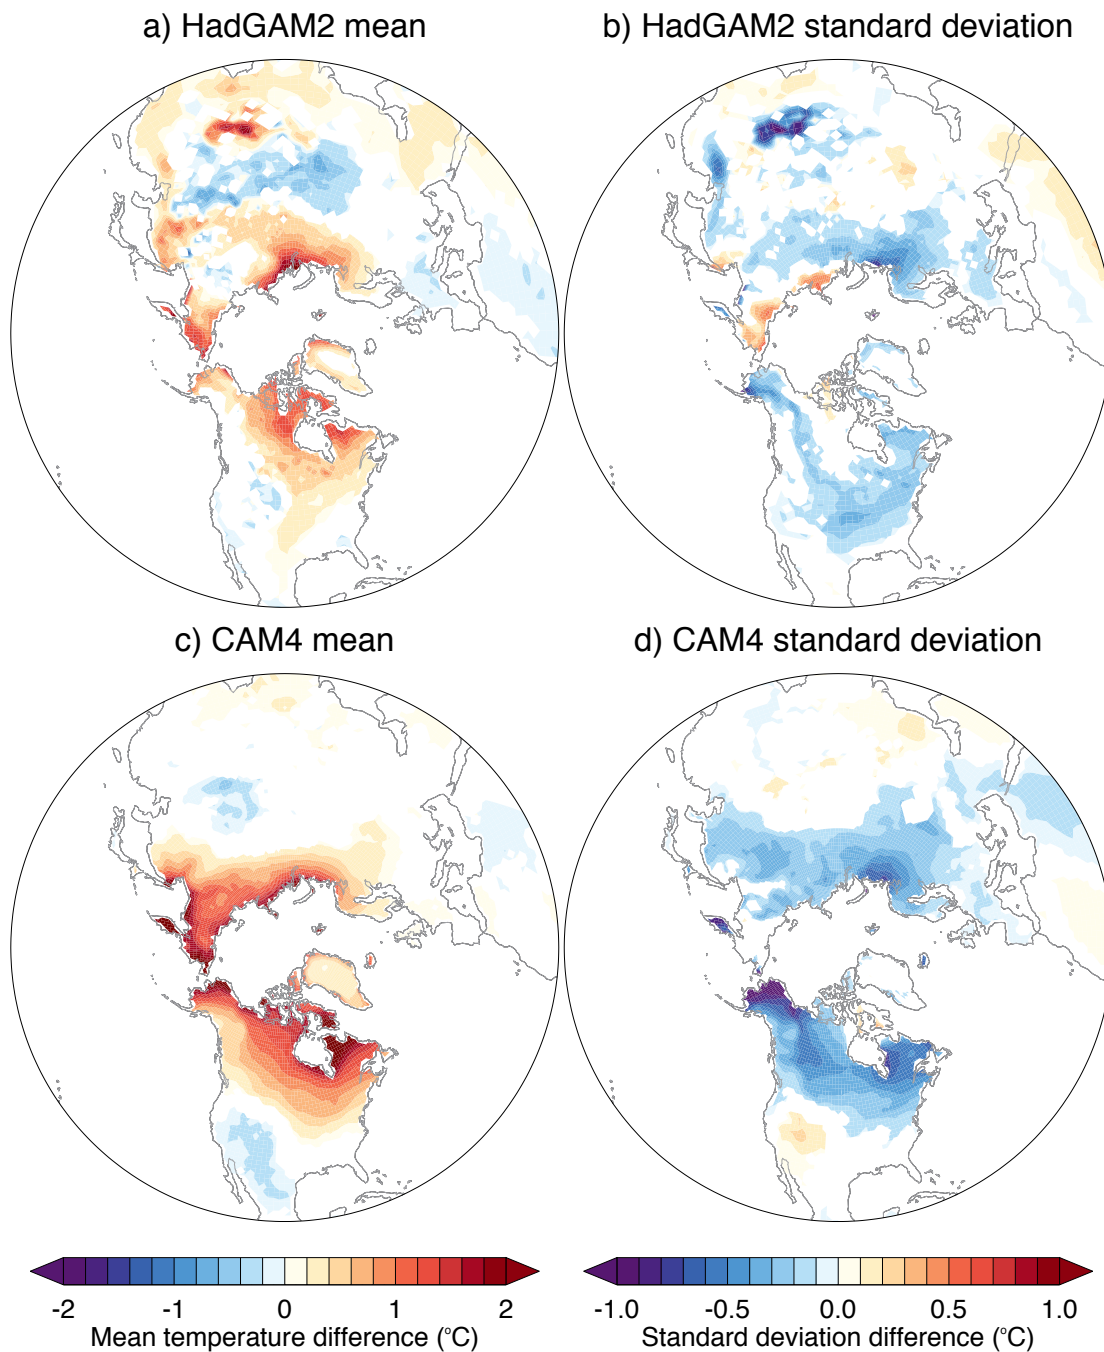 a) HadGAM2 mean
b) HadGAM2 standard deviation
c) CAM4 mean
d) CAM4 standard deviation
-2 -1 0 1 2
Mean temperature difference (°C)
-1.0 -0.5 0.0 0.5 1.0
Standard deviation difference (°C)